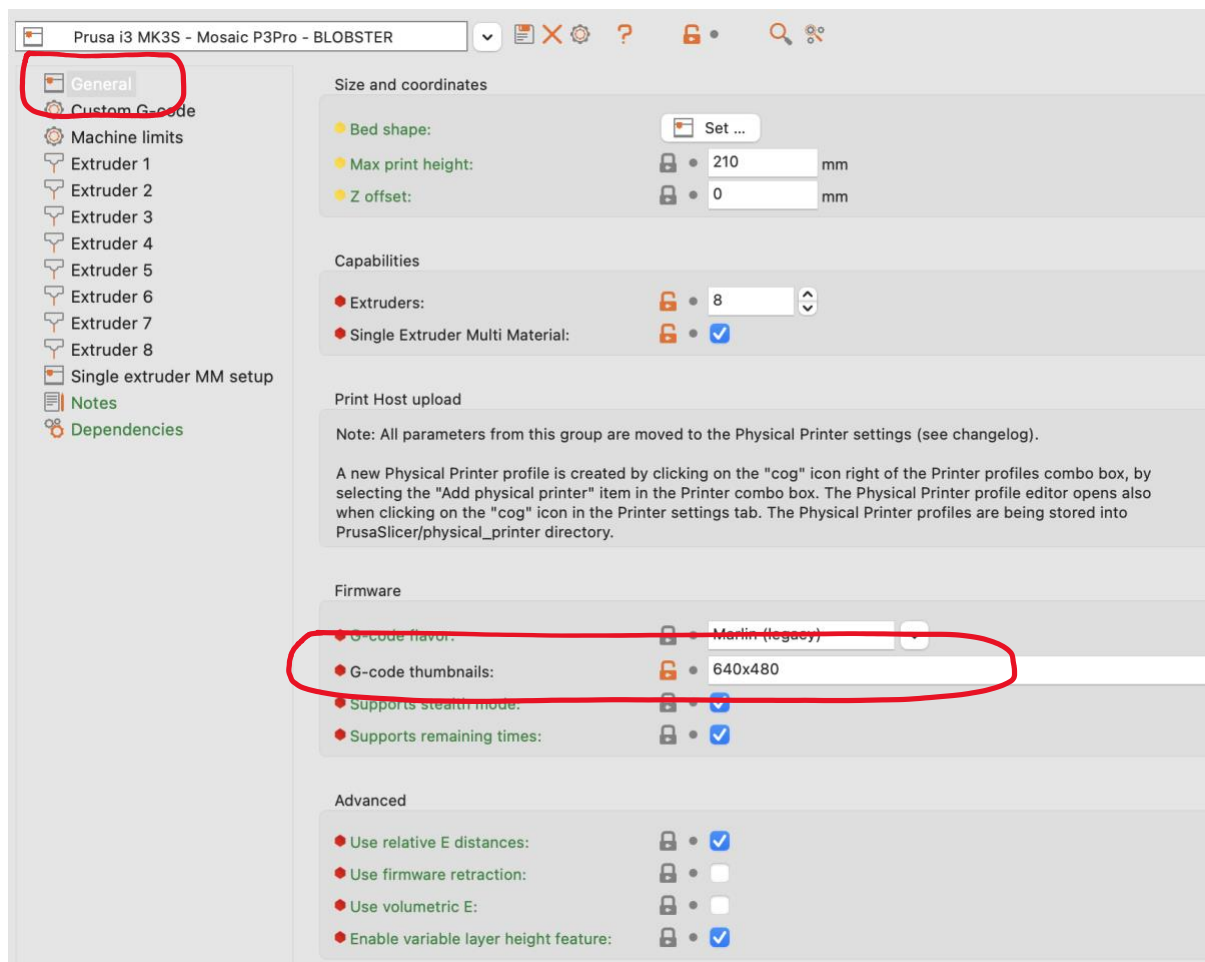 Prusa i3 MK3S - Mosaic P3Pro - BLOBSTER
?
General
Custom G-code
Machine limits
Extruder 1
Extruder 2
Extruder 3
Extruder 4
Extruder 5
Extruder 6
Extruder 7
Extruder 8
Single extruder MM setup
Notes
Dependencies
Size and coordinates
Bed shape: Set ...
Max print height: 210 mm
Z offset: 0 mm
Capabilities
Extruders: 8
Single Extruder Multi Material:
Print Host upload
Note: All parameters from this group are moved to the Physical Printer settings (see changelog).
A new Physical Printer profile is created by clicking on the "cog" icon right of the Printer profiles combo box, by
selecting the "Add physical printer" item in the Printer combo box. The Physical Printer profile editor opens also
when clicking on the "cog" icon in the Printer settings tab. The Physical Printer profiles are being stored into
PrusaSlicer/physical_printer directory.
Firmware
G-code flavor: Marlin (legacy)
G-code thumbnails: 640x480
Supports stealth mode:
Supports remaining times:
Advanced
Use relative E distances:
Use firmware retraction:
Use volumetric E:
Enable variable layer height feature: